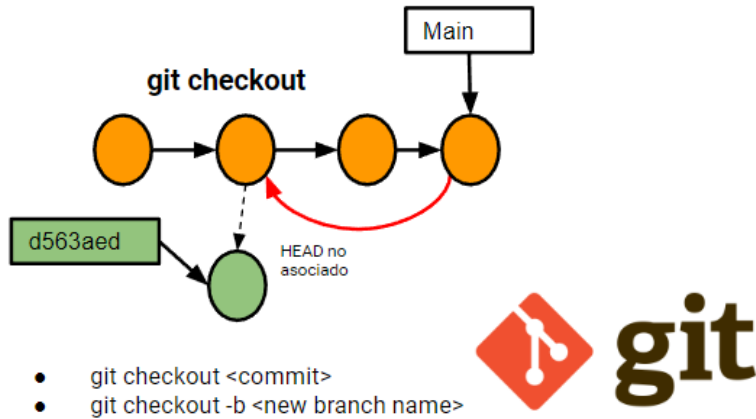 Main
git checkout
d563aed
HEAD no
asociado
git
● git checkout <commit>
● git checkout -b <new branch name>